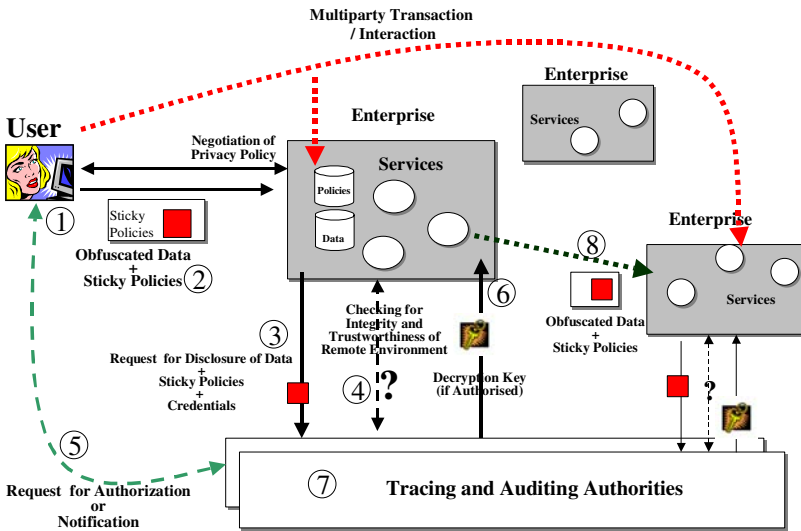 Multiparty Transaction
/ Interaction
Enterprise
Services
Enterprise
User
Negotiation of
Privacy Policy
Services
Policies
Data
1
Sticky
Policies
Obfuscated Data
+
Sticky Policies
2
Enterprise
Services
8
Obfuscated Data
+
Sticky Policies
3
Request for Disclosure of Data
+
Sticky Policies
+
Credentials
Checking for
Integrity and
Trustworthiness of
Remote Environment
4
?
6
Decryption Key
(if Authorised)
?
5
Request for Authorization
or
Notification
7
Tracing and Auditing Authorities